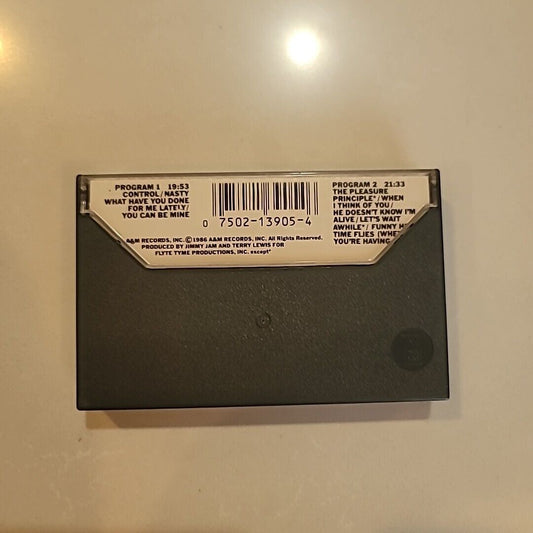 PROGRAM 1 19:53
CONTROL/NASTY
WHAT HAVE YOU DONE
FOR ME LATELY/
YOU CAN BE MINE
0 7502-13905-4
PROGRAM 2 21:33
THE PLEASURE
PRINCIPLE*/WHEN
I THINK OF YOU/
HE DOESN'T KNOW I'M
ALIVE/LET'S WAIT
AWHILE*/FUNNY H
TIME FLIES (WHE
YOU'RE HAVING
A&M RECORDS, INC. Ⓒ1986 A&M RECORDS, INC. All Rights Reserved.
PRODUCED BY JIMMY JAM AND TERRY LEWIS FOR
FLYTE TYME PRODUCTIONS, INC. except*